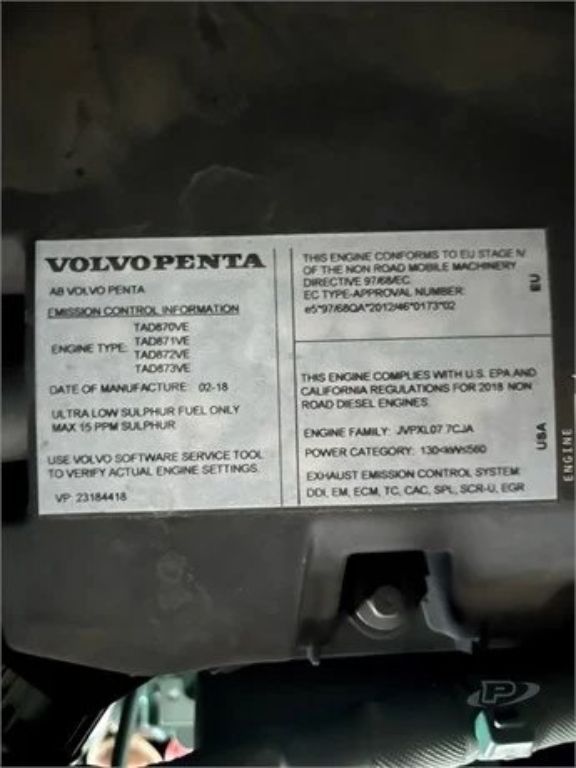 VOLVO PENTA
AB VOLVO PENTA
EMISSION CONTROL INFORMATION
ENGINE TYPE:
TAD870VE
TAD871VE
TAD872VE
TAD873VE
DATE OF MANUFACTURE: 02-18
ULTRA LOW SULPHUR FUEL ONLY
MAX 15 PPM SULPHUR
USE VOLVO SOFTWARE SERVICE TOOL
TO VERIFY ACTUAL ENGINE SETTINGS.
VP: 23184418
THIS ENGINE CONFORMS TO EU STAGE IV
OF THE NON ROAD MOBILE MACHINERY
DIRECTIVE 97/68/EC.
EC TYPE-APPROVAL NUMBER:
e5*97/68QA*2012/46*0173*02
EU
THIS ENGINE COMPLIES WITH U.S. EPA AND
CALIFORNIA REGULATIONS FOR 2018 NON
ROAD DIESEL ENGINES.
ENGINE FAMILY: JVPXL07.7CJA
POWER CATEGORY: 130<kW≤560
EXHAUST EMISSION CONTROL SYSTEM:
DDI, EM, ECM, TC, CAC, SPL, SCR-U, EGR
USA
ENGINE
P